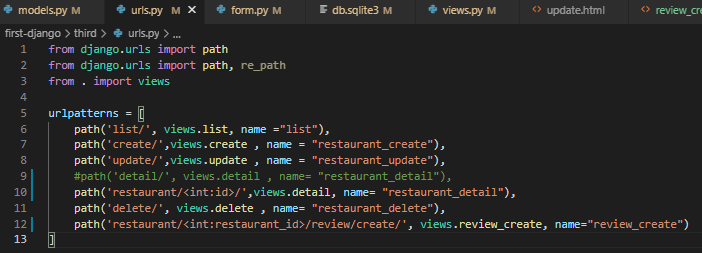 models.py M urls.py M form.py M db.sqlite3 M views.py M update.html review_cre
first-django > third > urls.py > ...
1 from django.urls import path
2 from django.urls import path, re_path
3 from . import views
4
5 urlpatterns = [
6 path('list/', views.list, name ="list"),
7 path('create/',views.create , name = "restaurant_create"),
8 path('update/',views.update , name = "restaurant_update"),
9 #path('detail/', views.detail , name= "restaurant_detail"),
10 path('restaurant/<int:id>/',views.detail, name= "restaurant_detail"),
11 path('delete/', views.delete , name= "restaurant_delete"),
12 path('restaurant/<int:restaurant_id>/review/create/', views.review_create, name="review_create")
13 ]